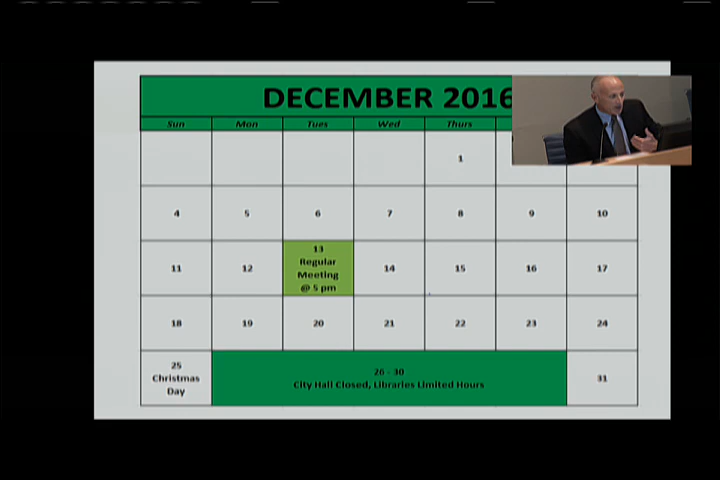 DECEMBER 2016
Sun Mon Tues Wed Thurs
1
4 5 6 7 8 9 10
11 12 13 14 15 16 17
Regular
Meeting
@ 5 pm
18 19 20 21 22 23 24
25 26 - 30 31
Christmas City Hall Closed, Libraries Limited Hours
Day